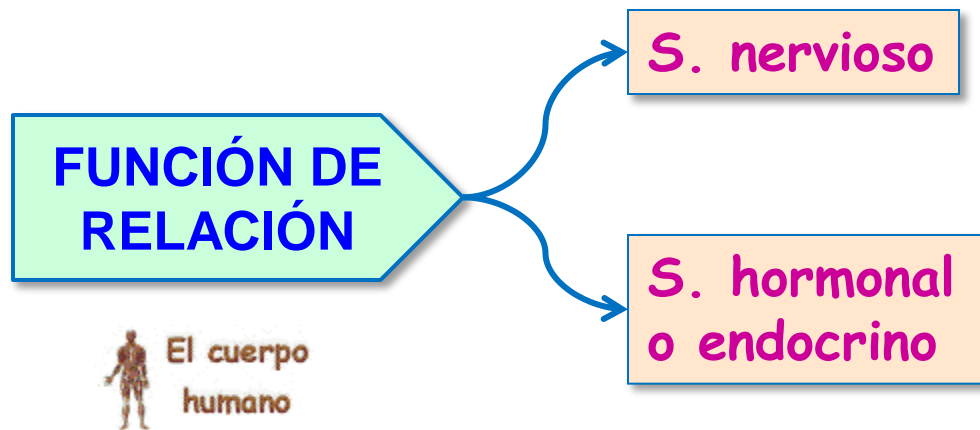 FUNCIÓN DE
RELACIÓN
S. nervioso
S. hormonal
o endocrino
El cuerpo
humano